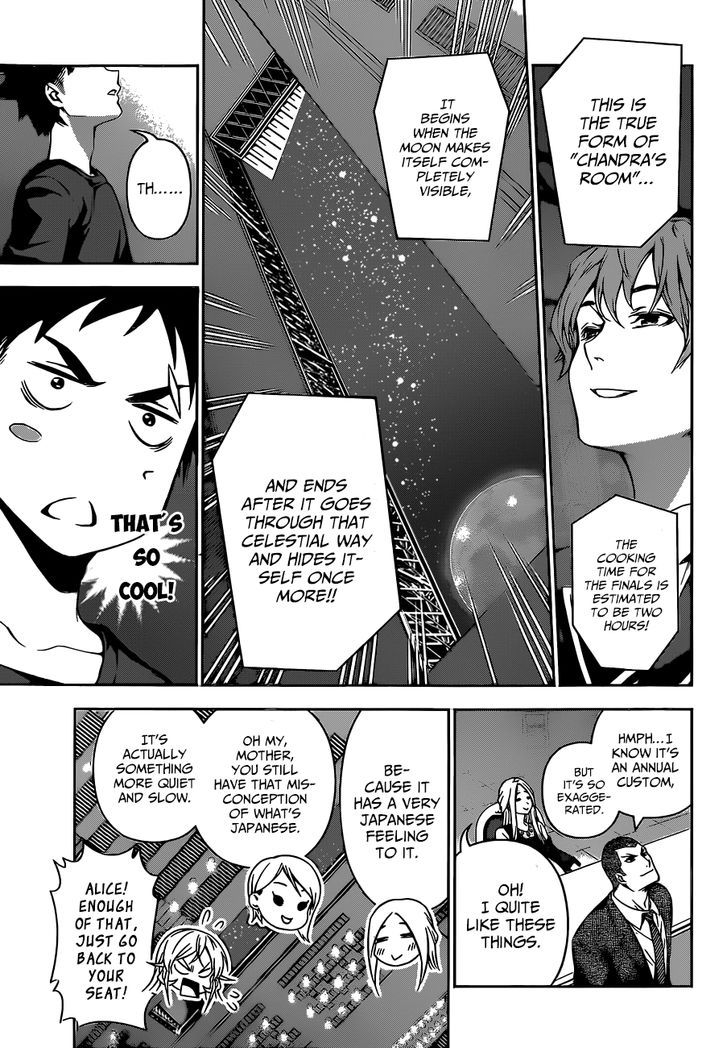 THIS IS
THE TRUE
FORM OF
"CHANDRA'S
ROOM"...
THE
COOKING
TIME FOR
THE FINALS
IS ESTIMATED
TO BE TWO
HOURS!
IT
BEGINS
WHEN THE
MOON MAKES
ITSELF COM-
PLETELY
VISIBLE,
AND ENDS
AFTER IT GOES
THROUGH THAT
CELESTIAL WAY
AND HIDES IT-
SELF ONCE
MORE!!
TH......
THAT'S
SO
COOL!
HMPH...I
KNOW IT'S
AN ANNUAL
CUSTOM,
BUT
IT'S SO
EXAGGE-
RATED.
OH!
I QUITE
LIKE THESE
THINGS.
BE-
CAUSE IT
HAS A VERY
JAPANESE
FEELING
TO IT.
OH MY,
MOTHER,
YOU STILL
HAVE THAT MIS-
CONCEPTION
OF WHAT'S
JAPANESE.
IT'S
ACTUALLY
SOMETHING
MORE QUIET
AND SLOW.
ALICE!
ENOUGH
OF THAT,
JUST GO
BACK TO
YOUR
SEAT!